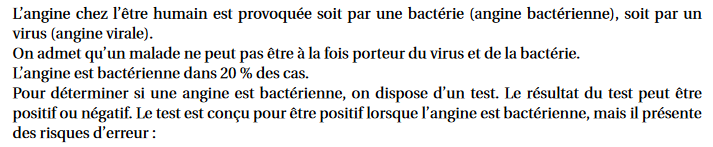 L’angine chez l’être humain est provoquée soit par une bactérie (angine bactérienne), soit par un
virus (angine virale).
On admet qu’un malade ne peut pas être à la fois porteur du virus et de la bactérie.
L’angine est bactérienne dans 20 % des cas.
Pour déterminer si une angine est bactérienne, on dispose d’un test. Le résultat du test peut être
positif ou négatif. Le test est conçu pour être positif lorsque l’angine est bactérienne, mais il présente
des risques d’erreur :